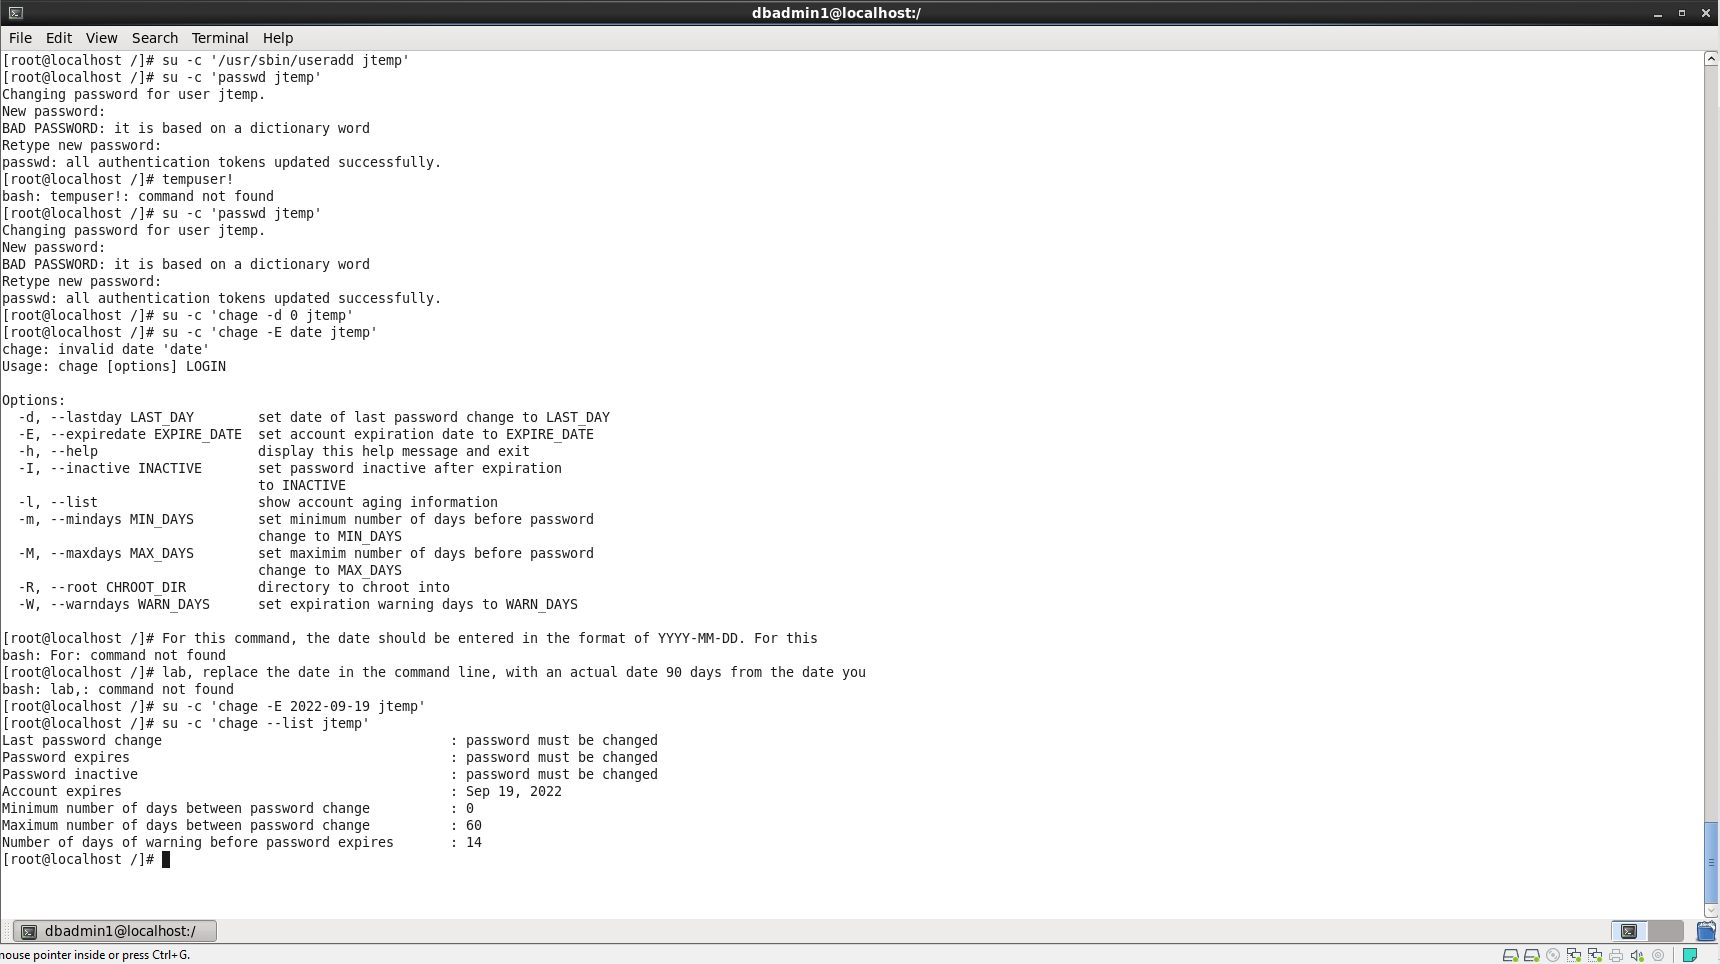 dbadmin1@localhost:/
File Edit View Search Terminal Help
[root@localhost /]# su -c '/usr/sbin/useradd jtemp'
[root@localhost /]# su -c 'passwd jtemp'
Changing password for user jtemp.
New password:
BAD PASSWORD: it is based on a dictionary word
Retype new password:
passwd: all authentication tokens updated successfully.
[root@localhost /]# tempuser!
bash: tempuser!: command not found
[root@localhost /]# su -c 'passwd jtemp'
Changing password for user jtemp.
New password:
BAD PASSWORD: it is based on a dictionary word
Retype new password:
passwd: all authentication tokens updated successfully.
[root@localhost /]# su -c 'chage -d 0 jtemp'
[root@localhost /]# su -c 'chage -E date jtemp'
chage: invalid date 'date'
Usage: chage [options] LOGIN
Options:
-d, --lastday LAST_DAY set date of last password change to LAST_DAY
-E, --expiredate EXPIRE_DATE set account expiration date to EXPIRE_DATE
-h, --help display this help message and exit
-I, --inactive INACTIVE set password inactive after expiration
to INACTIVE
-l, --list show account aging information
-m, --mindays MIN_DAYS set minimum number of days before password
change to MIN_DAYS
-M, --maxdays MAX_DAYS set maximim number of days before password
change to MAX_DAYS
-R, --root CHROOT_DIR directory to chroot into
-W, --warndays WARN_DAYS set expiration warning days to WARN_DAYS
[root@localhost /]# For this command, the date should be entered in the format of YYYY-MM-DD. For this
bash: For: command not found
[root@localhost /]# lab, replace the date in the command line, with an actual date 90 days from the date you
bash: lab,: command not found
[root@localhost /]# su -c 'chage -E 2022-09-19 jtemp'
[root@localhost /]# su -c 'chage --list jtemp'
Last password change : password must be changed
Password expires : password must be changed
Password inactive : password must be changed
Account expires : Sep 19, 2022
Minimum number of days between password change : 0
Maximum number of days between password change : 60
Number of days of warning before password expires : 14
[root@localhost /]#
dbadmin1@localhost:/
mouse pointer inside or press Ctrl+G.